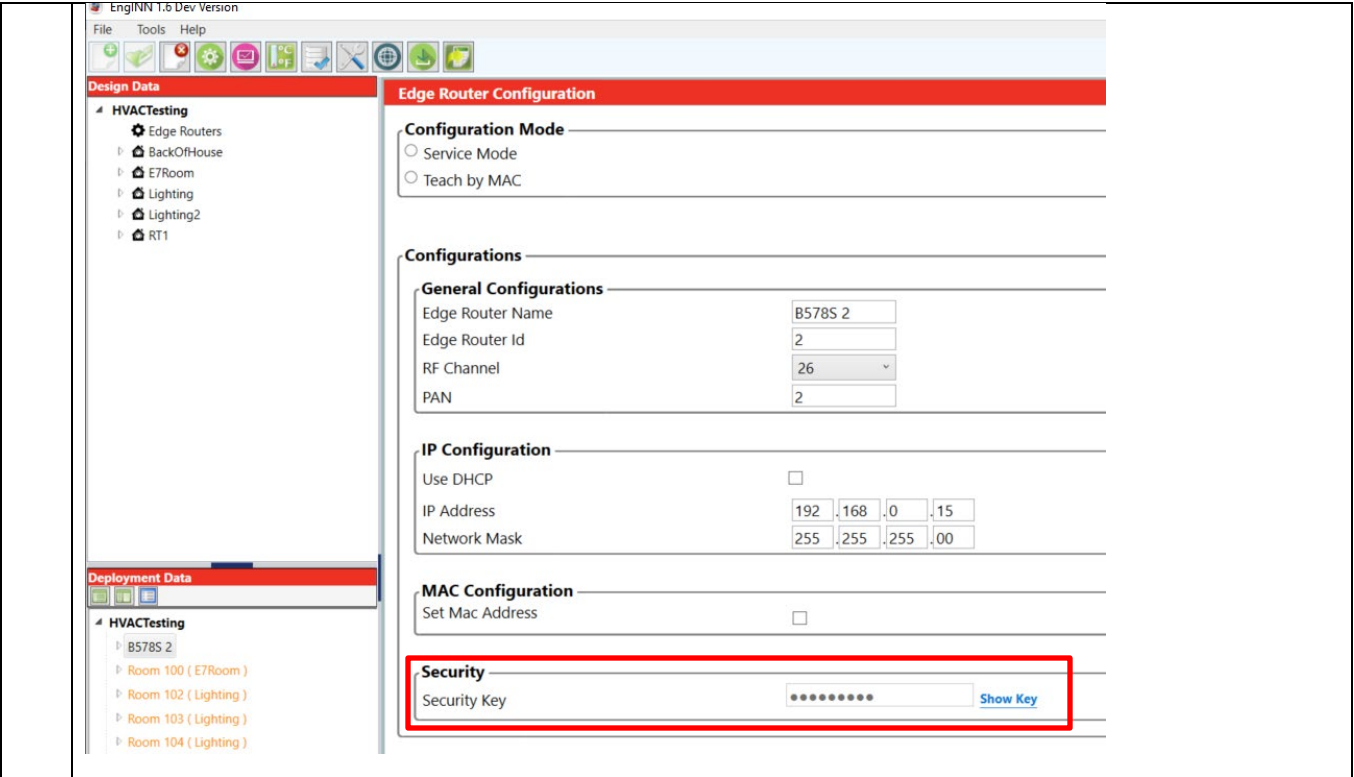 EngINN 1.6 Dev Version
File Tools Help
Design Data
HVACTesting
Edge Routers
BackOfHouse
E7Room
Lighting
Lighting2
RT1
Edge Router Configuration
Configuration Mode
Service Mode
Teach by MAC
Configurations
General Configurations
Edge Router Name B578S 2
Edge Router Id 2
RF Channel 26
PAN 2
IP Configuration
Use DHCP
IP Address 192 .168 .0 .15
Network Mask 255 .255 .255 .00
MAC Configuration
Set Mac Address
Security
Security Key ●●●●●●●●● Show Key
Deployment Data
HVACTesting
B578S 2
Room 100 ( E7Room )
Room 102 ( Lighting )
Room 103 ( Lighting )
Room 104 ( Lighting )